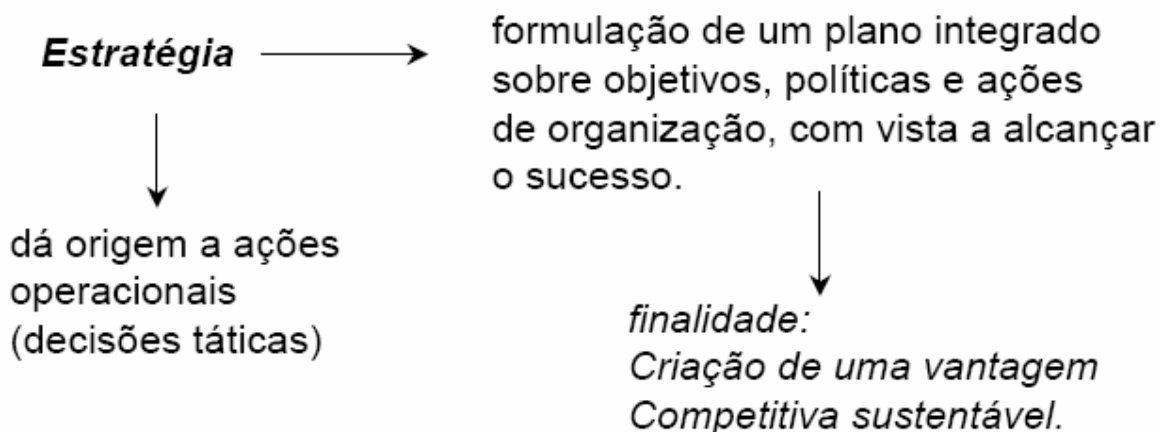 Estratégia
formulação de um plano integrado
sobre objetivos, políticas e ações
de organização, com vista a alcançar
o sucesso.
dá origem a ações
operacionais
(decisões táticas)
finalidade:
Criação de uma vantagem
Competitiva sustentável.